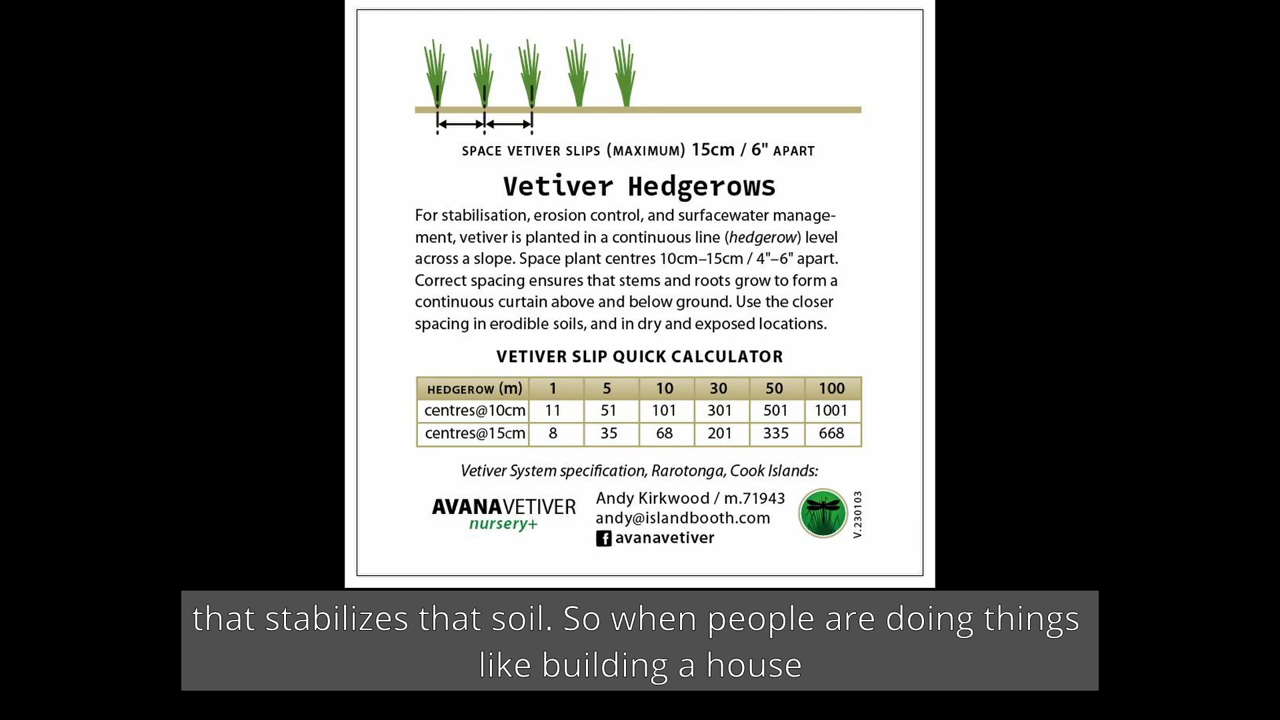 SPACE VETIVER SLIPS (MAXIMUM) 15cm / 6" APART
Vetiver Hedgerows
For stabilisation, erosion control, and surfacewater manage-
ment, vetiver is planted in a continuous line (hedgerow) level
across a slope. Space plant centres 10cm–15cm / 4"–6" apart.
Correct spacing ensures that stems and roots grow to form a
continuous curtain above and below ground. Use the closer
spacing in erodible soils, and in dry and exposed locations.
VETIVER SLIP QUICK CALCULATOR
HEDGEROW (m) 1 5 10 30 50 100
centres@10cm 11 51 101 301 501 1001
centres@15cm 8 35 68 201 335 668
Vetiver System specification, Rarotonga, Cook Islands:
AVANAVETIVER
nursery+
Andy Kirkwood / m.71943
andy@islandbooth.com
avanavetiver
V.230103
that stabilizes that soil. So when people are doing things
like building a house